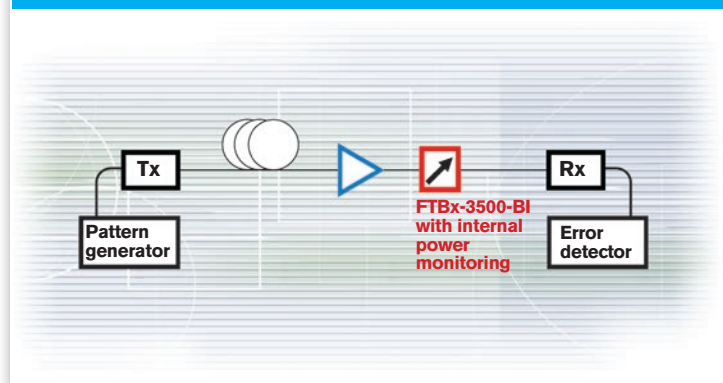 Tx
Rx
Pattern
generator
FTBx-3500-BI
with internal
power
monitoring
Error
detector